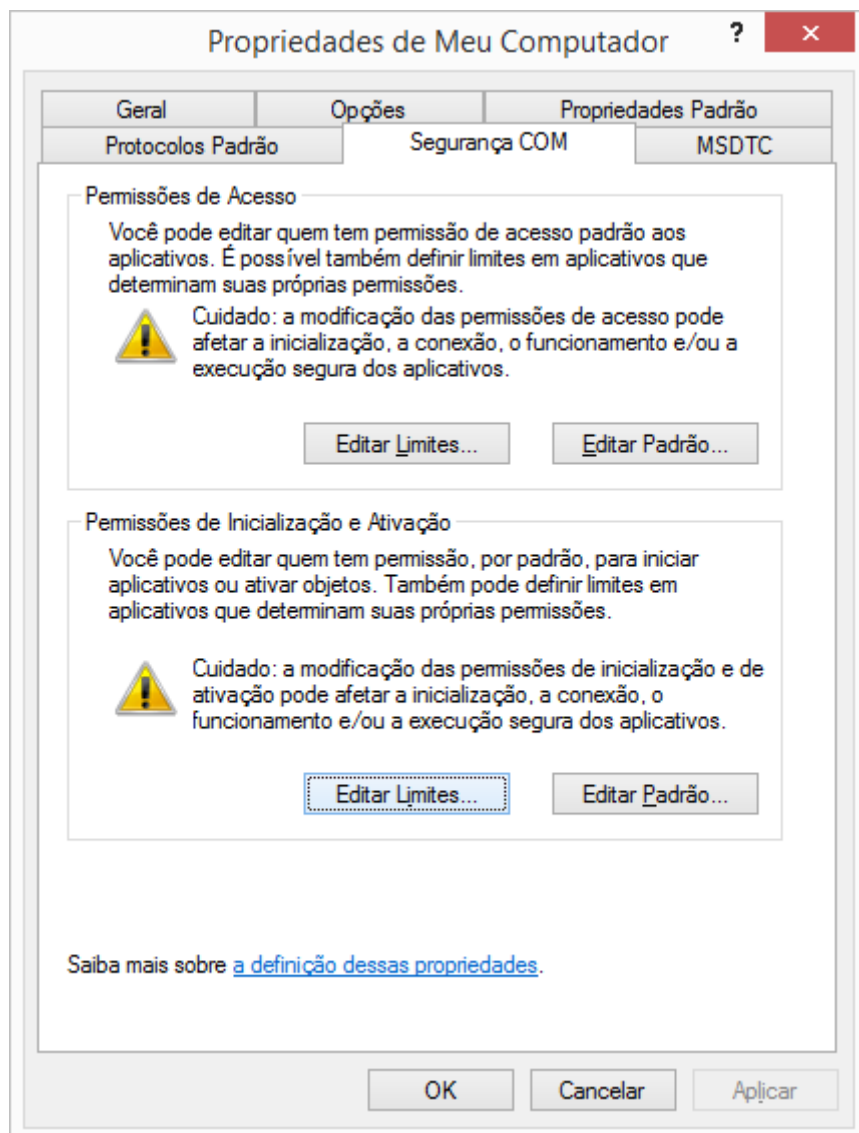 Propriedades de Meu Computador ? ×
Geral Opções Propriedades Padrão
Protocolos Padrão Segurança COM MSDTC
Permissões de Acesso
Você pode editar quem tem permissão de acesso padrão aos
aplicativos. É possível também definir limites em aplicativos que
determinam suas próprias permissões.
Cuidado: a modificação das permissões de acesso pode
afetar a inicialização, a conexão, o funcionamento e/ou a
execução segura dos aplicativos.
Editar Limites... Editar Padrão...
Permissões de Inicialização e Ativação
Você pode editar quem tem permissão, por padrão, para iniciar
aplicativos ou ativar objetos. Também pode definir limites em
aplicativos que determinam suas próprias permissões.
Cuidado: a modificação das permissões de inicialização e de
ativação pode afetar a inicialização, a conexão, o
funcionamento e/ou a execução segura dos aplicativos.
Editar Limites... Editar Padrão...
Saiba mais sobre a definição dessas propriedades.
OK Cancelar Aplicar